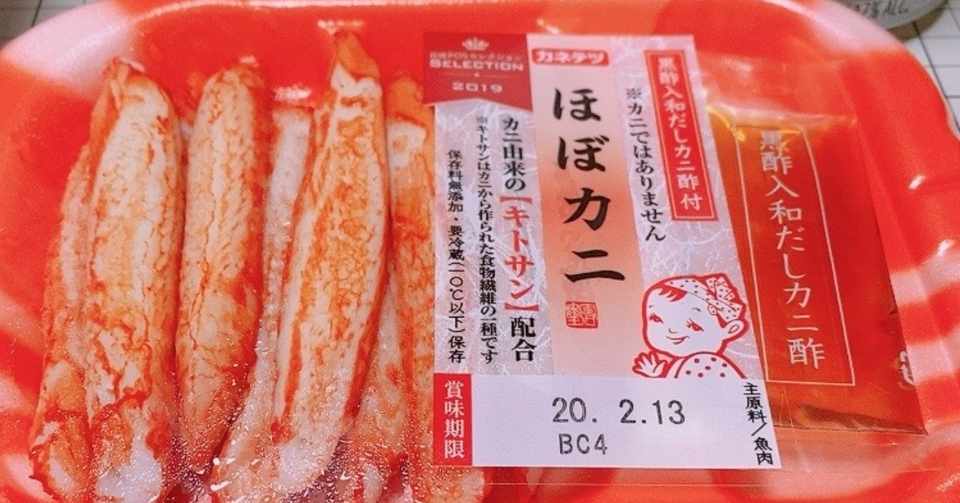 SELECTION
2019
カネテツ
黒酢入和だしカニ酢付
※カニではありません
ほぼカニ
カニ由来の【キトサン】配合
※キトサンはカニから作られた食物繊維の一種です
保存料無添加・要冷蔵(10℃以下)保存
黒酢入和だしカニ酢
賞味期限
20. 2.13
BC4
主原料/魚肉